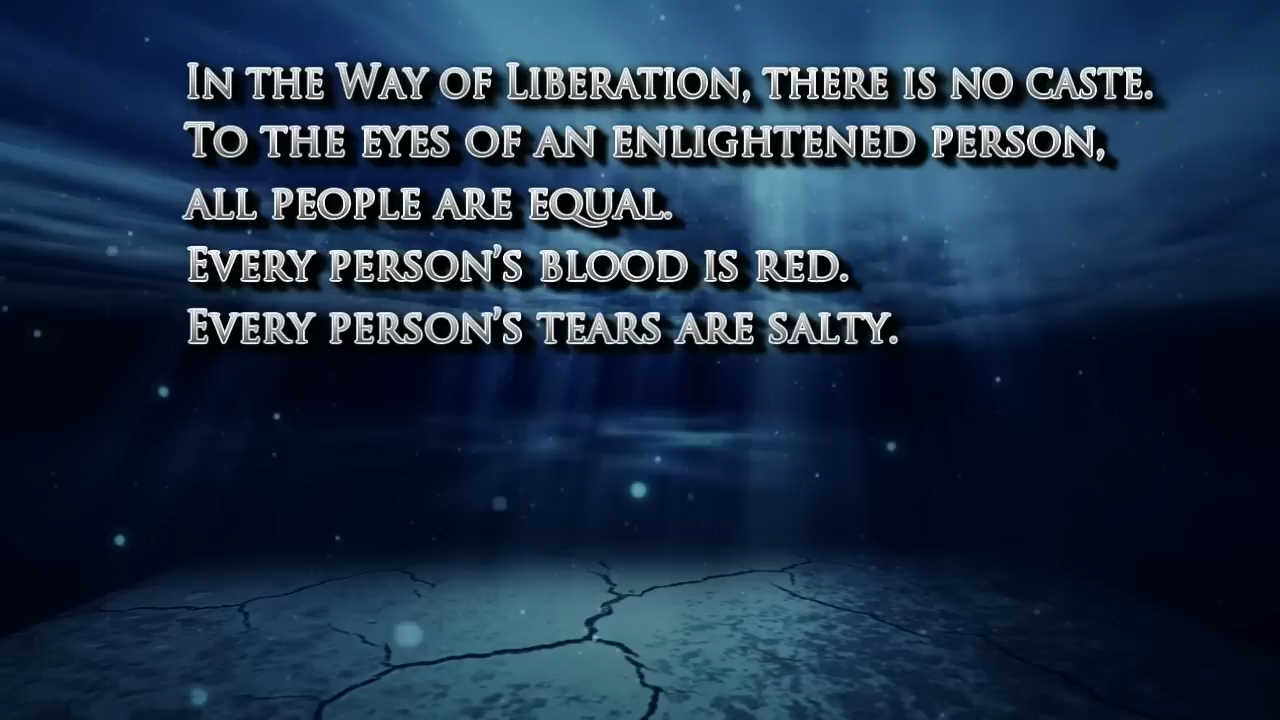 In the Way of Liberation, there is no caste.
To the eyes of an enlightened person,
all people are equal.
Every person's blood is red.
Every person's tears are salty.